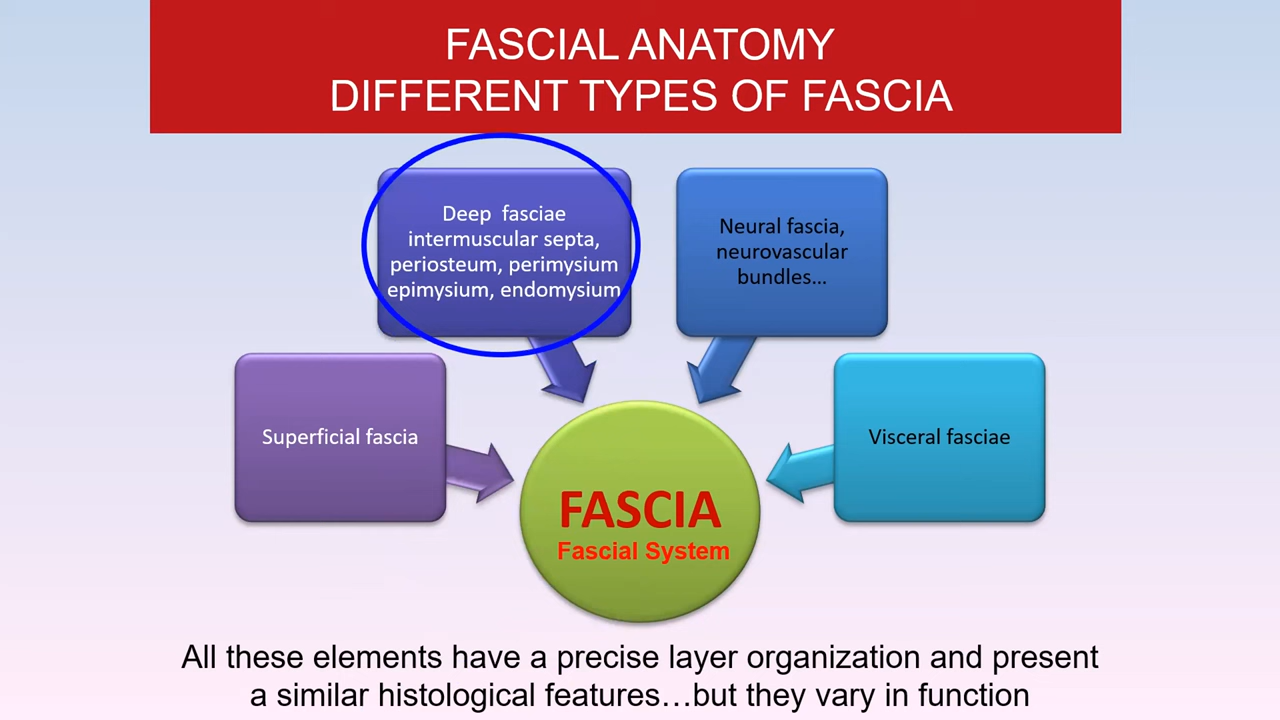 FASCIAL ANATOMY
DIFFERENT TYPES OF FASCIA
Deep fasciae
intermuscular septa,
periosteum, perimysium
epimysium, endomysium
Neural fascia,
neurovascular
bundles...
Superficial fascia
Visceral fasciae
FASCIA
Fascial System
All these elements have a precise layer organization and present
a similar histological features...but they vary in function